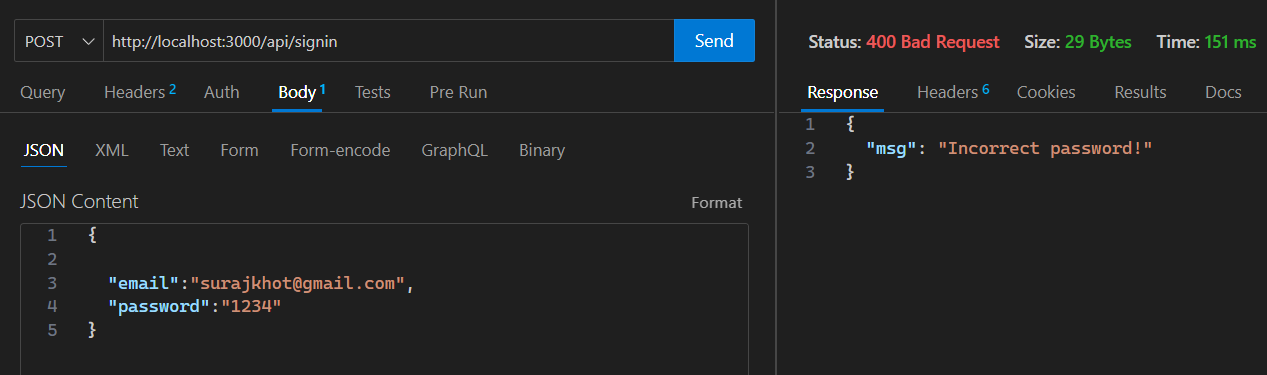 POST http://localhost:3000/api/signin Send
Query Headers 2 Auth Body 1 Tests Pre Run
JSON XML Text Form Form-encode GraphQL Binary
JSON Content Format
1 {
2
3 "email":"surajkhot@gmail.com",
4 "password":"1234"
5 }
Status: 400 Bad Request Size: 29 Bytes Time: 151 ms
Response Headers 6 Cookies Results Docs
1 {
2 "msg": "Incorrect password!"
3 }